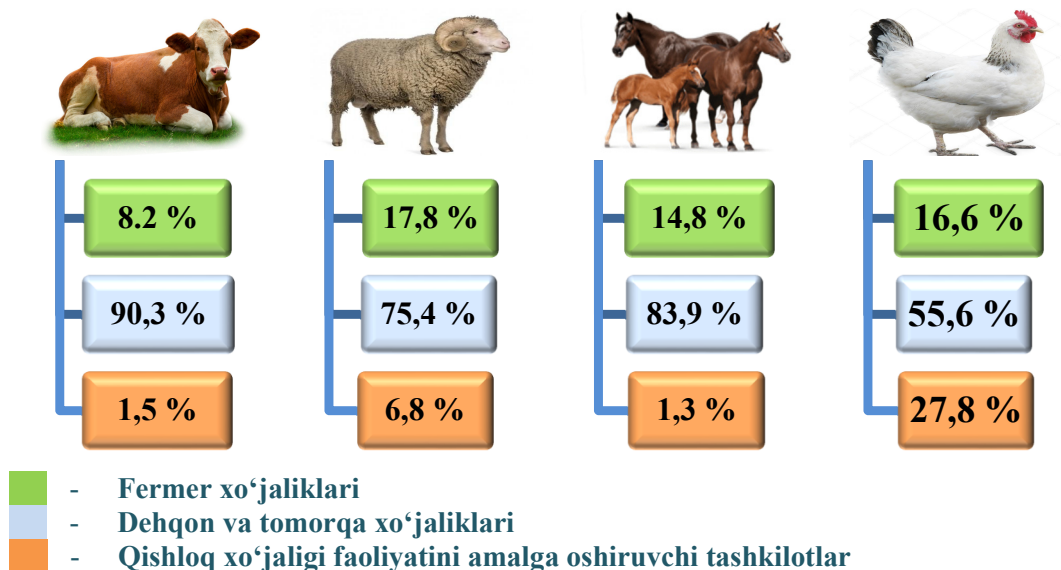 8.2 % 17,8 % 14,8 % 16,6 %
90,3 % 75,4 % 83,9 % 55,6 %
1,5 % 6,8 % 1,3 % 27,8 %
- Fermer xo‘jaliklari
- Dehqon va tomorqa xo‘jaliklari
- Qishloq xo‘jaligi faoliyatini amalga oshiruvchi tashkilotlar